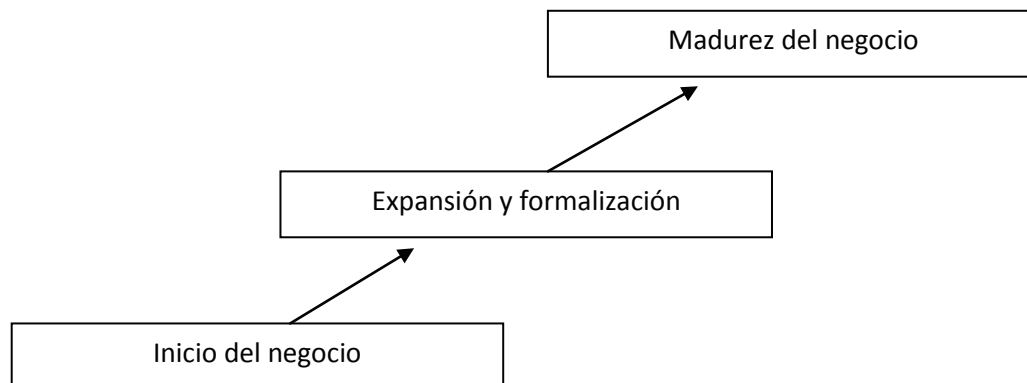 Madurez del negocio
Expansión y formalización
Inicio del negocio